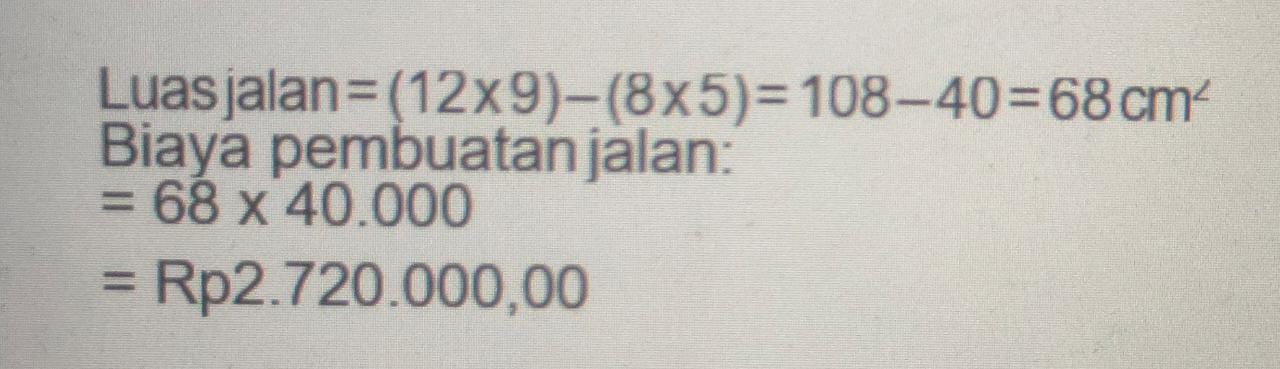 Luas jalan = (12 x 9) – (8 x 5) = 108 – 40 = 68 cm²
Biaya pembuatan jalan:
= 68 x 40.000
= Rp2.720.000,00